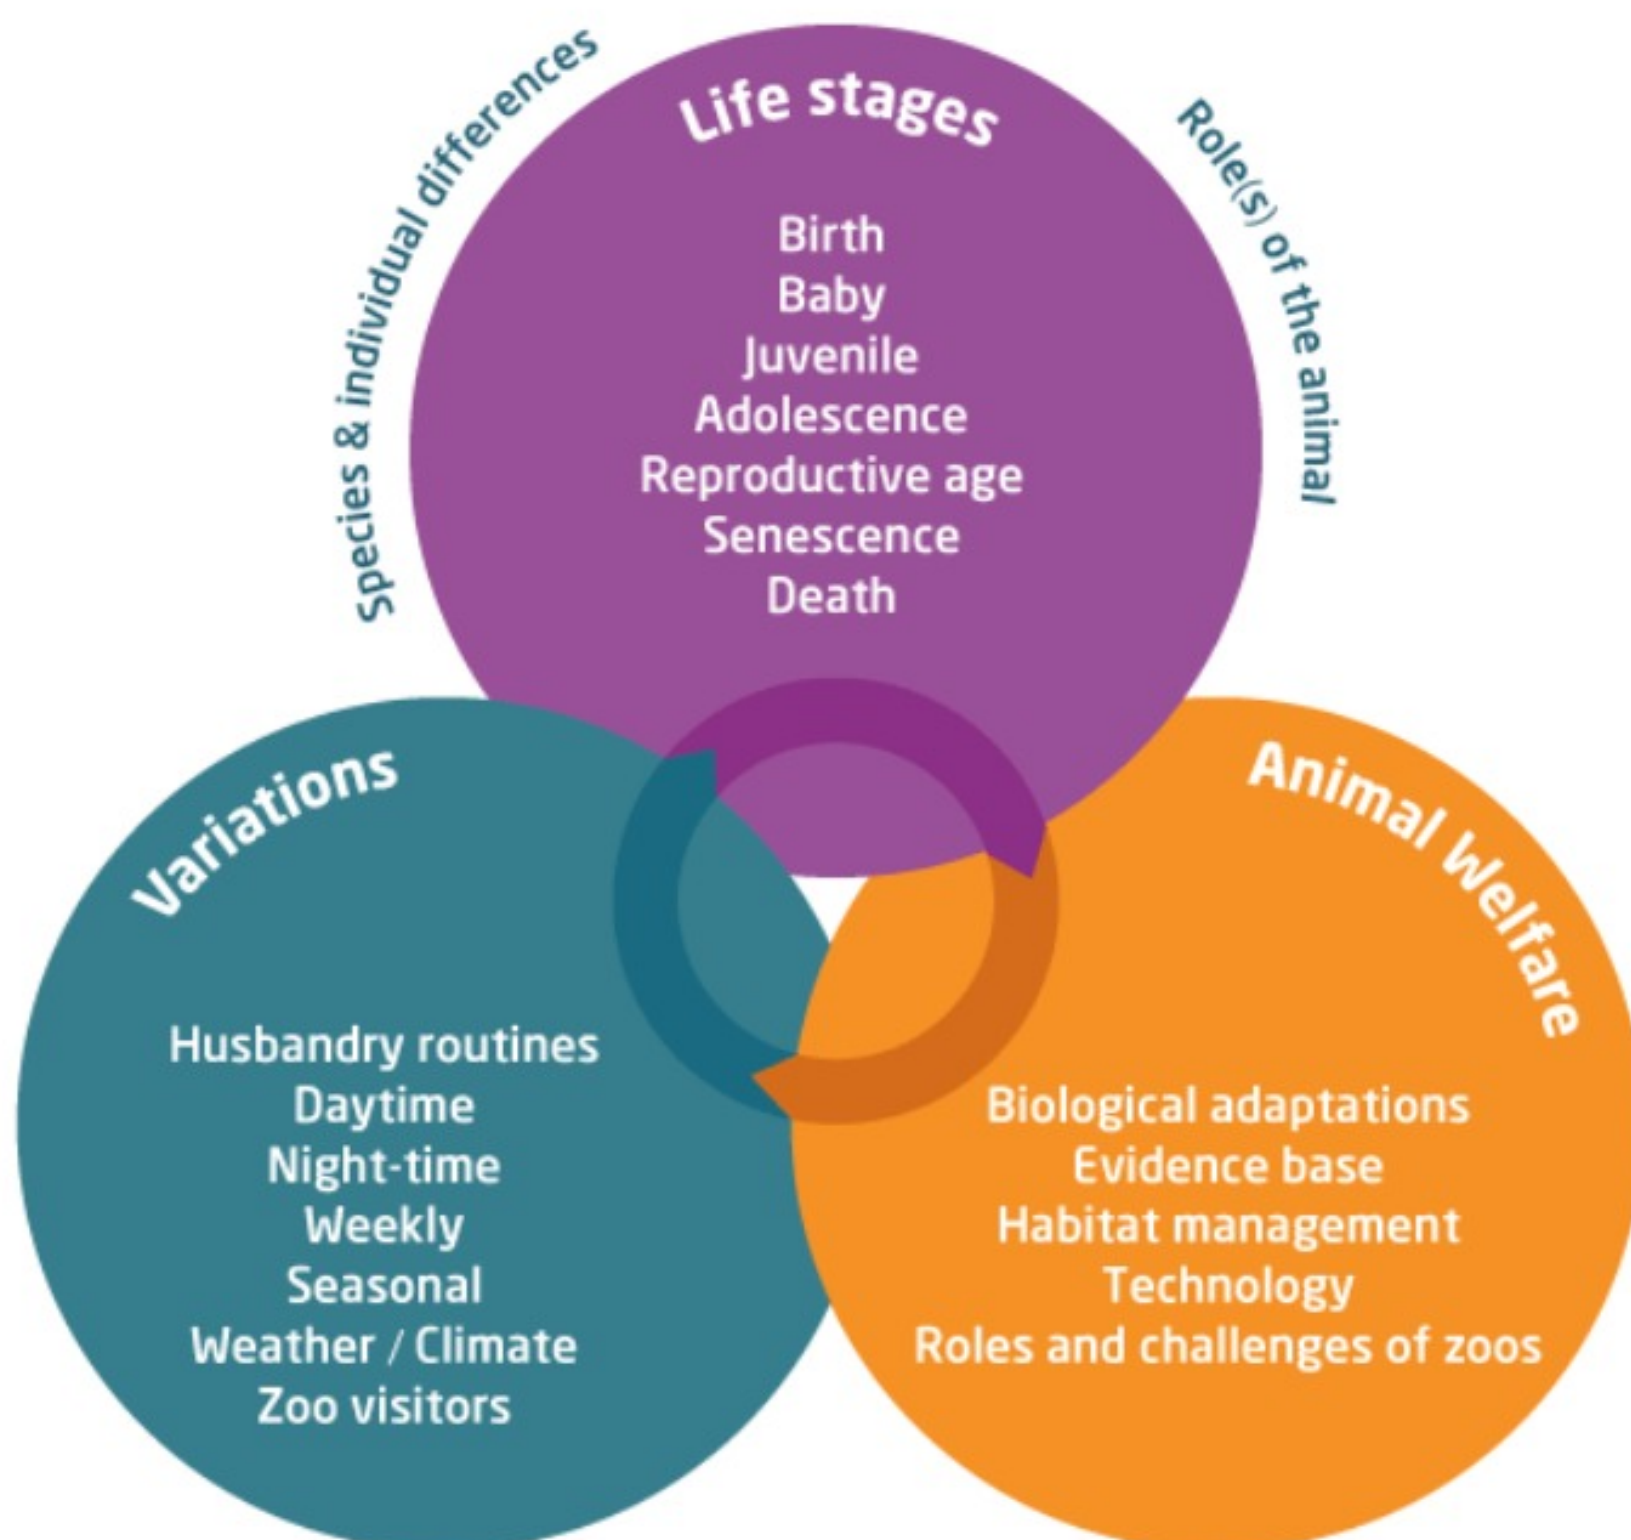 Species & individual differences
Role(s) of the animal
Life stages
Birth
Baby
Juvenile
Adolescence
Reproductive age
Senescence
Death
Variations
Husbandry routines
Daytime
Night-time
Weekly
Seasonal
Weather / Climate
Zoo visitors
Animal Welfare
Biological adaptations
Evidence base
Habitat management
Technology
Roles and challenges of zoos